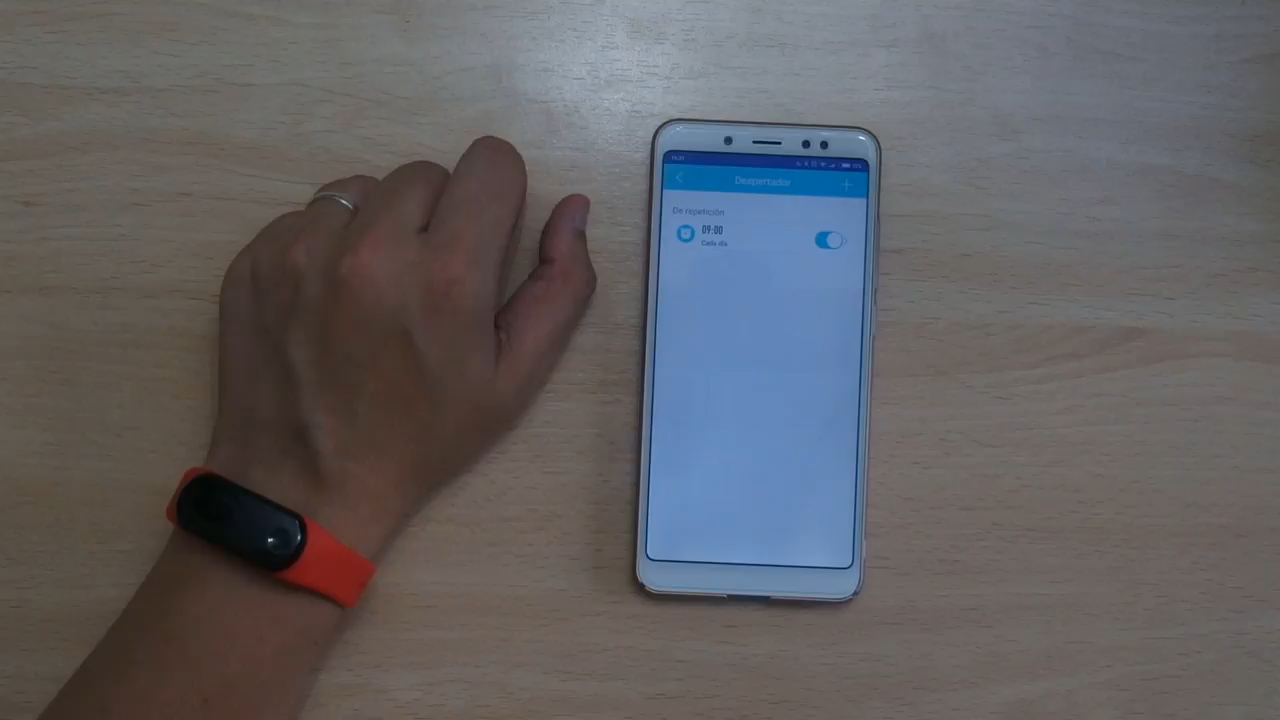 Despertador
De repetición
09:00
Cada día